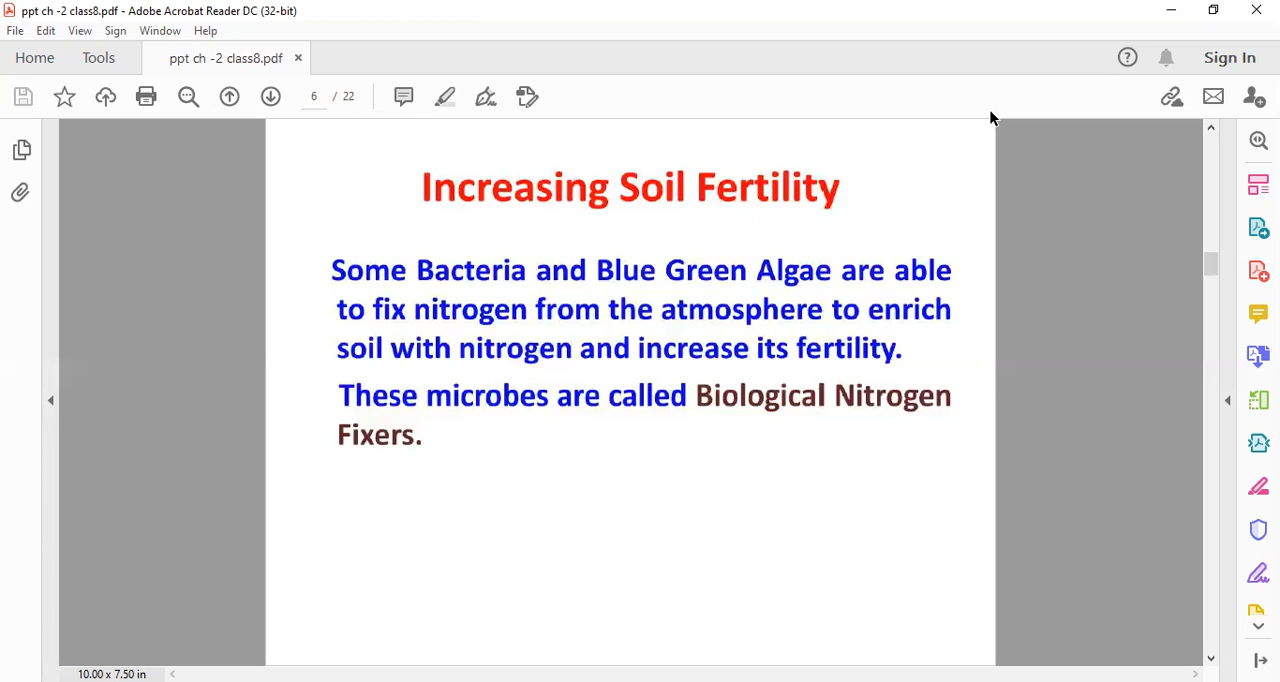 ppt ch -2 class8.pdf - Adobe Acrobat Reader DC (32-bit)
File Edit View Sign Window Help
Home Tools ppt ch -2 class8.pdf × Sign In
6 / 22
Increasing Soil Fertility
Some Bacteria and Blue Green Algae are able
to fix nitrogen from the atmosphere to enrich
soil with nitrogen and increase its fertility.
These microbes are called Biological Nitrogen
Fixers.
10.00 x 7.50 in